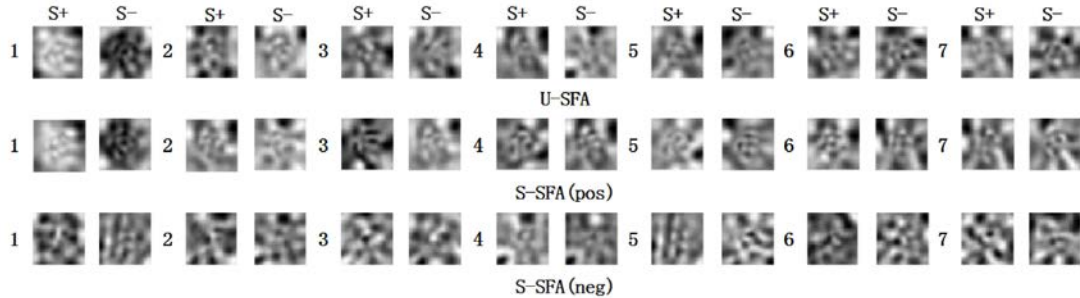 S+ S- S+ S- S+ S- S+ S- S+ S- S+ S- S+ S-
1 2 3 4 5 6 7
U-SFA
1 2 3 4 5 6 7
S-SFA(pos)
1 2 3 4 5 6 7
S-SFA(neg)